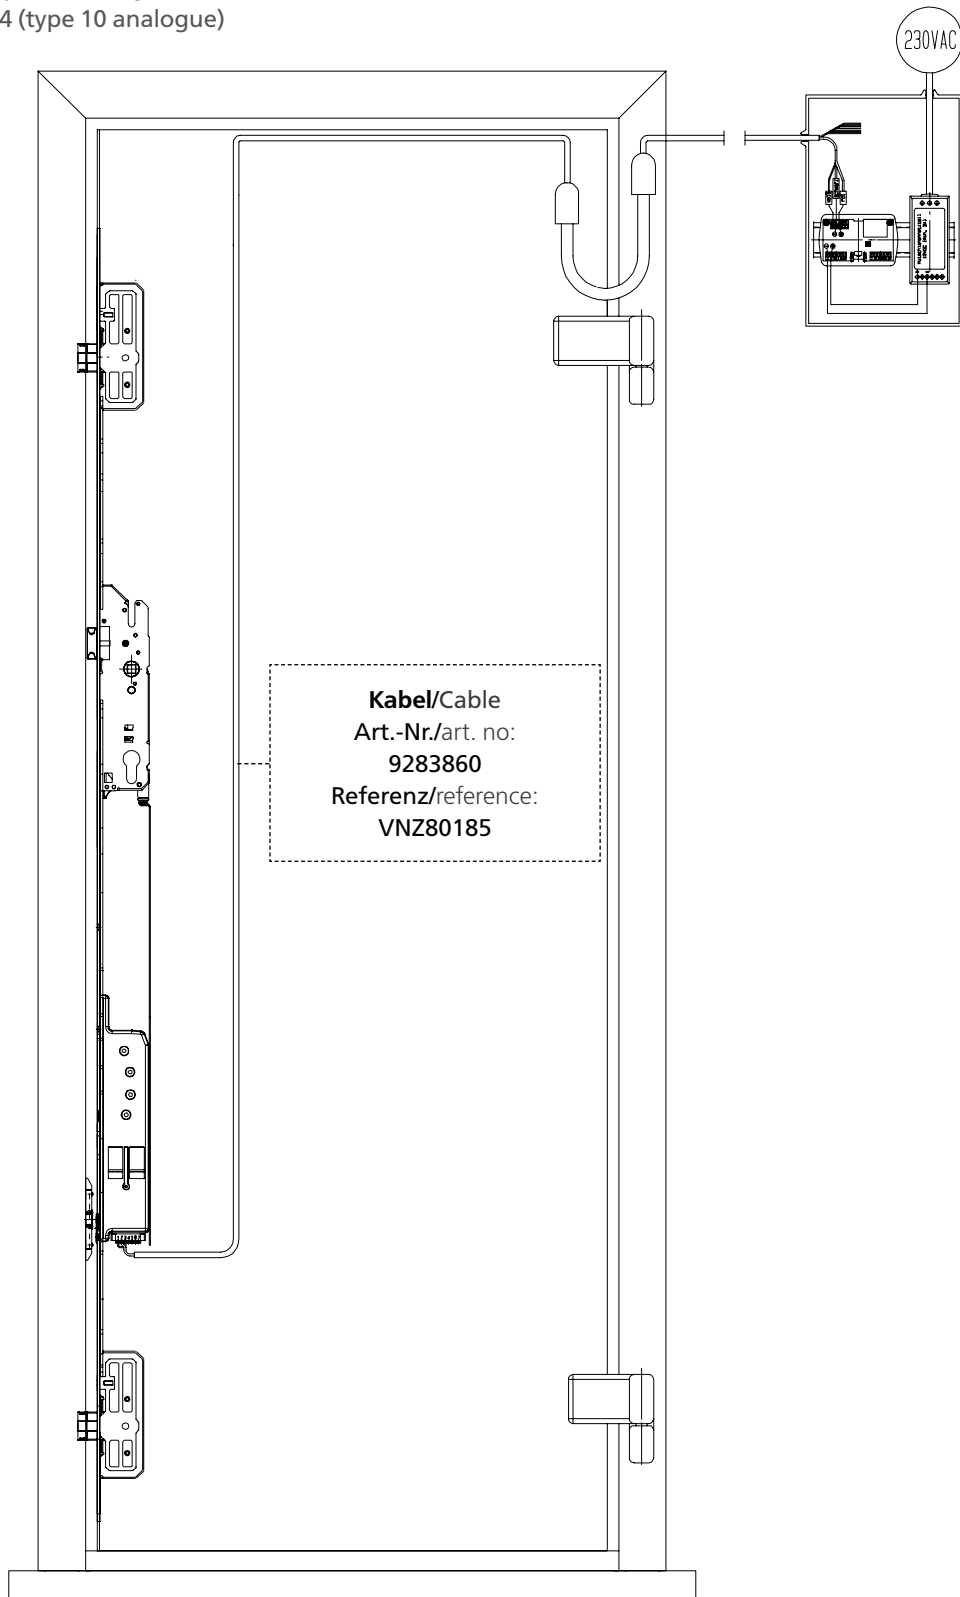 4 (type 10 analogue)
230VAC
Kabel/Cable
Art.-Nr./art. no:
9283860
Referenz/reference:
VNZ80185